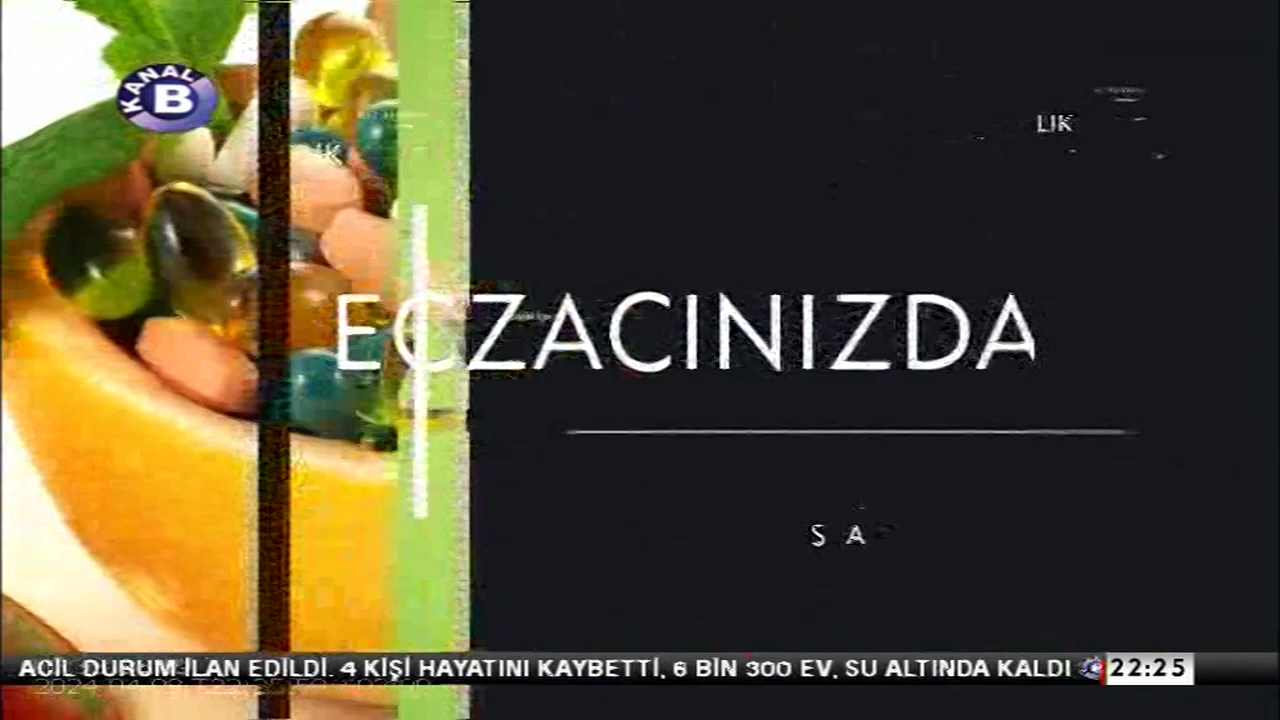 KANAL
B
LIK
ECZACINIZDA
S A
ACİL DURUM İLAN EDİLDİ. 4 KİŞİ HAYATINI KAYBETTİ, 6 BİN 300 EV, SU ALTINDA KALDI
22:25